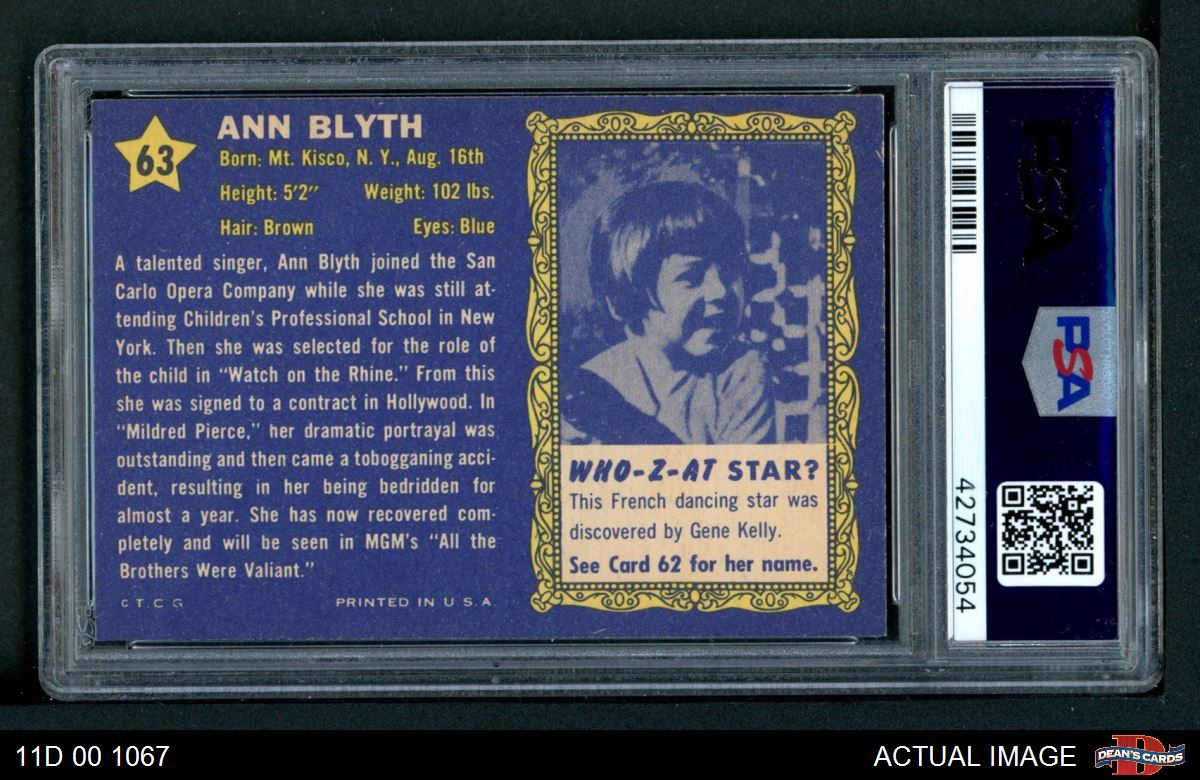 63
ANN BLYTH
Born: Mt. Kisco, N. Y., Aug. 16th
Height: 5'2" Weight: 102 lbs.
Hair: Brown Eyes: Blue
A talented singer, Ann Blyth joined the San
Carlo Opera Company while she was still at-
tending Children's Professional School in New
York. Then she was selected for the role of
the child in "Watch on the Rhine." From this
she was signed to a contract in Hollywood. In
"Mildred Pierce," her dramatic portrayal was
outstanding and then came a tobogganing acci-
dent, resulting in her being bedridden for
almost a year. She has now recovered com-
pletely and will be seen in MGM's "All the
Brothers Were Valiant."
C T. C G PRINTED IN U S.A.
WHO-Z-AT STAR?
This French dancing star was
discovered by Gene Kelly.
See Card 62 for her name.
PSA
PSA
42734054
11D 00 1067
ACTUAL IMAGE
D
DEAN'S CARDS